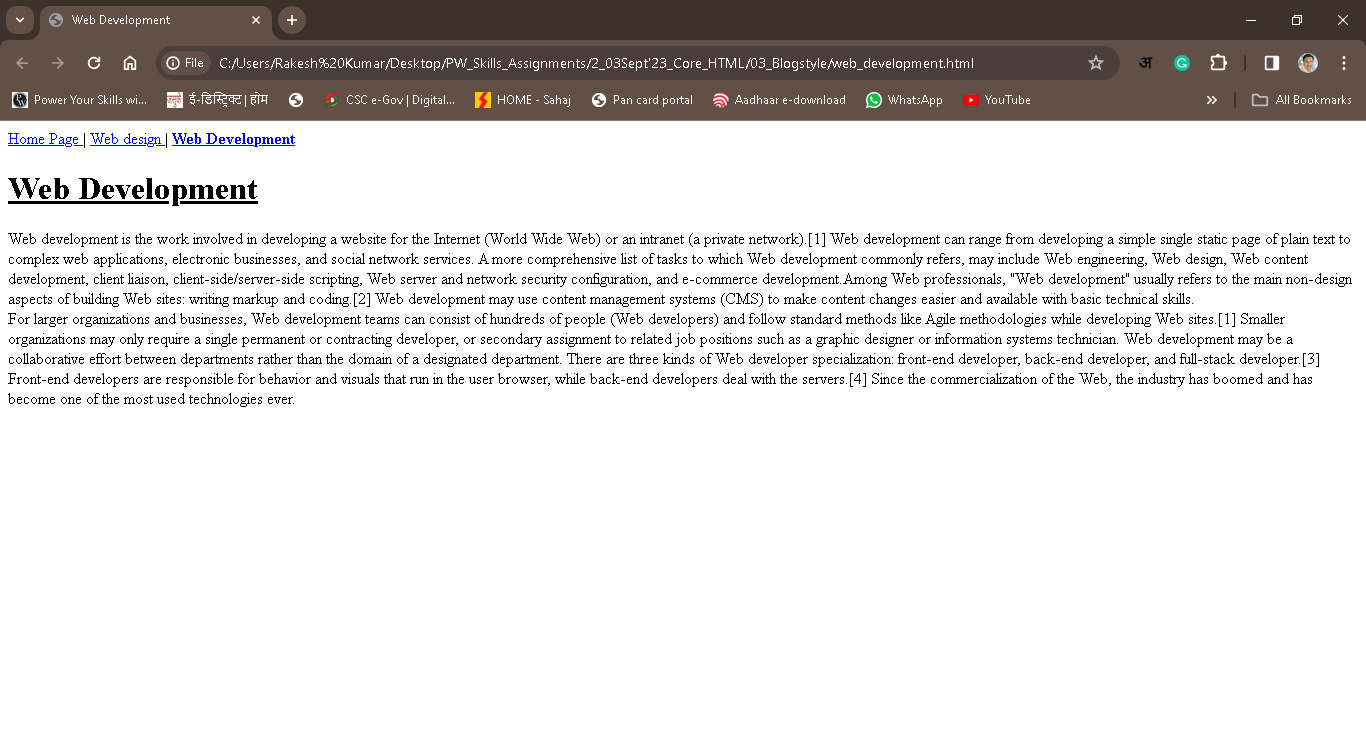 Web Development
File
C:/Users/Rakesh%20Kumar/Desktop/PW_Skills_Assignments/2_03Sept'23_Core_HTML/03_Blogstyle/web_development.html
अ
G
Power Your Skills wi...
ई-डिस्ट्रिक्ट | होम
CSC e-Gov | Digital...
HOME - Sahaj
Pan card portal
Aadhaar e-download
WhatsApp
YouTube
»
All Bookmarks
Home Page | Web design | Web Development
Web Development
Web development is the work involved in developing a website for the Internet (World Wide Web) or an intranet (a private network).[1] Web development can range from developing a simple single static page of plain text to
complex web applications, electronic businesses, and social network services. A more comprehensive list of tasks to which Web development commonly refers, may include Web engineering, Web design, Web content
development, client liaison, client-side/server-side scripting, Web server and network security configuration, and e-commerce development.Among Web professionals, "Web development" usually refers to the main non-design
aspects of building Web sites: writing markup and coding.[2] Web development may use content management systems (CMS) to make content changes easier and available with basic technical skills.
For larger organizations and businesses, Web development teams can consist of hundreds of people (Web developers) and follow standard methods like Agile methodologies while developing Web sites.[1] Smaller
organizations may only require a single permanent or contracting developer, or secondary assignment to related job positions such as a graphic designer or information systems technician. Web development may be a
collaborative effort between departments rather than the domain of a designated department. There are three kinds of Web developer specialization: front-end developer, back-end developer, and full-stack developer.[3]
Front-end developers are responsible for behavior and visuals that run in the user browser, while back-end developers deal with the servers.[4] Since the commercialization of the Web, the industry has boomed and has
become one of the most used technologies ever.